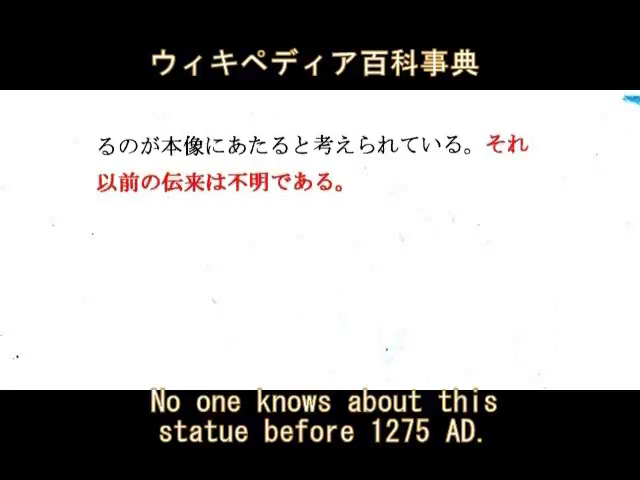 ウィキペディア百科事典
るのが本像にあたると考えられている。それ
以前の伝来は不明である。
No one knows about this
statue before 1275 AD.